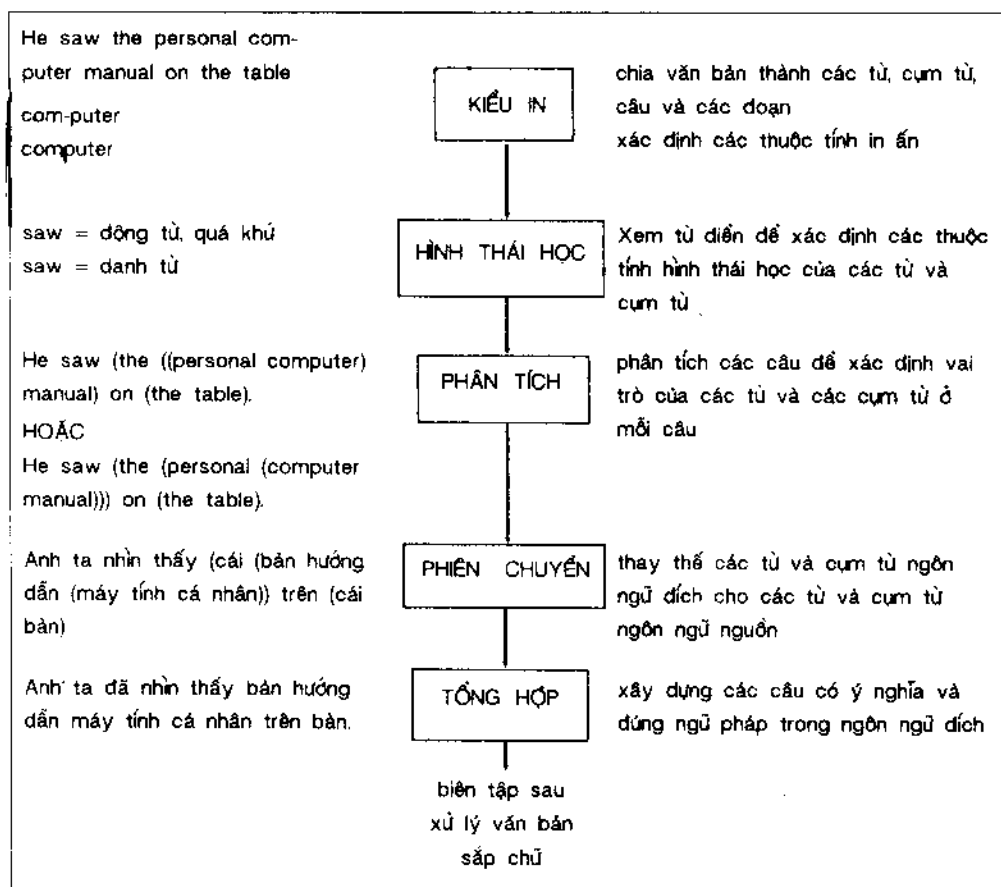 He saw the personal com-
puter manual on the table
com-puter
computer
KIỂU IN
chia văn bản thành các từ, cụm từ,
câu và các đoạn
xác định các thuộc tính in ấn
saw = động từ, quá khứ
saw = danh từ
HÌNH THÁI HỌC
Xem từ điển để xác định các thuộc
tính hình thái học của các từ và
cụm từ
He saw (the ((personal computer)
manual) on (the table).
HOẶC
He saw (the (personal (computer
manual))) on (the table).
PHÂN TÍCH
phân tích các câu để xác định vai
trò của các từ và các cụm từ ở
mỗi câu
Anh ta nhìn thấy (cái (bản hướng
dẫn (máy tính cá nhân)) trên (cái
bàn)
PHIÊN CHUYỂN
thay thế các từ và cụm từ ngôn
ngữ đích cho các từ và cụm từ
ngôn ngữ nguồn
Anh ta đã nhìn thấy bản hướng
dẫn máy tính cá nhân trên bàn.
TỔNG HỢP
xây dựng các câu có ý nghĩa và
đúng ngữ pháp trong ngôn ngữ đích
biên tập sau
xử lý văn bản
sắp chữ